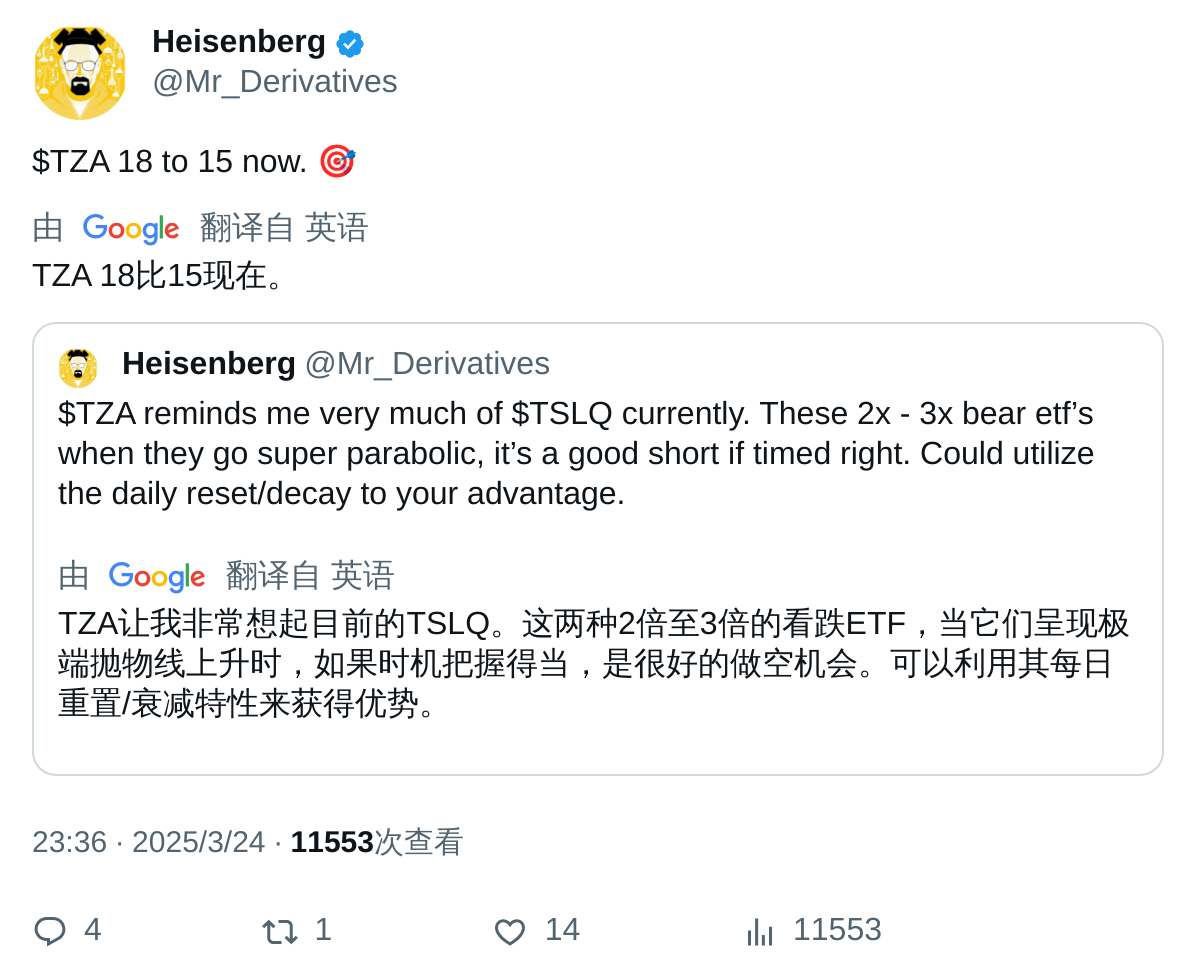 Heisenberg
@Mr_Derivatives
$TZA 18 to 15 now. 🎯
由 Google 翻译自 英语
TZA 18比15现在。
Heisenberg @Mr_Derivatives
$TZA reminds me very much of $TSLQ currently. These 2x - 3x bear etf’s
when they go super parabolic, it’s a good short if timed right. Could utilize
the daily reset/decay to your advantage.
由 Google 翻译自 英语
TZA让我非常想起目前的TSLQ。这两种2倍至3倍的看跌ETF，当它们呈现极
端抛物线上升时，如果时机把握得当，是很好的做空机会。可以利用其每日
重置/衰减特性来获得优势。
23:36 · 2025/3/24 · 11553次查看
4 1 14 11553